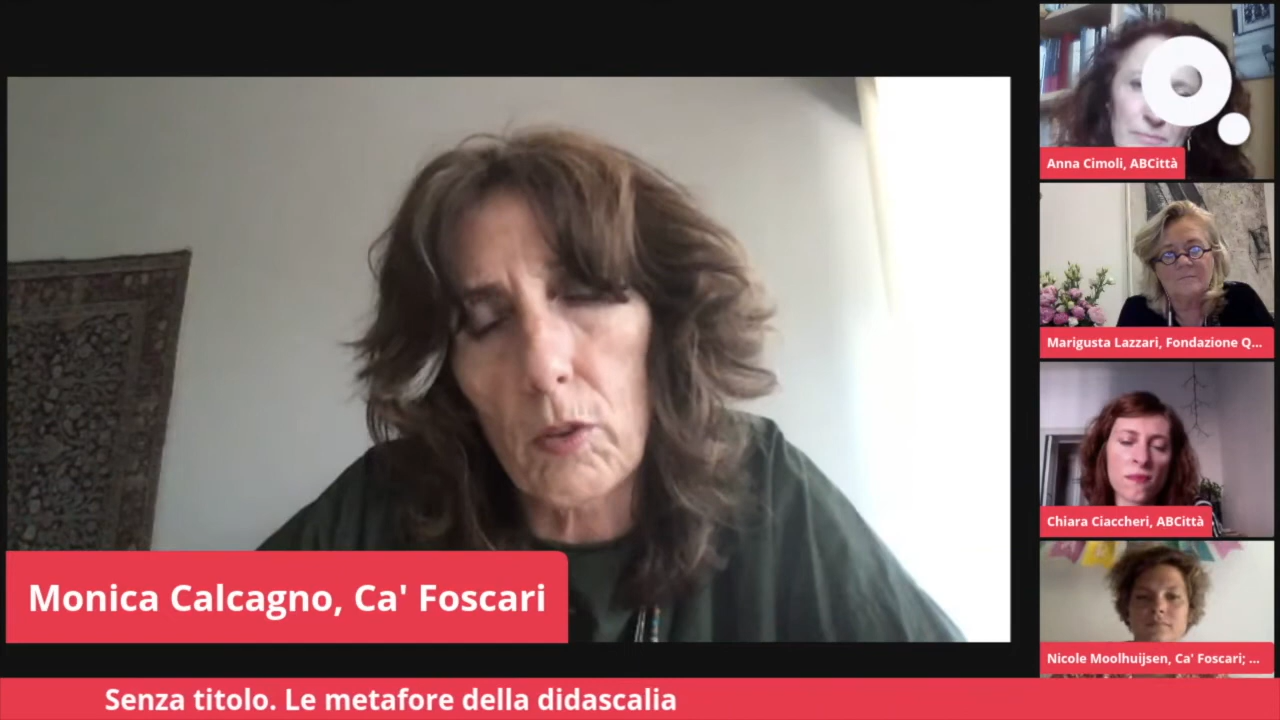 Anna Cimoli, ABCittà
Marigusta Lazzari, Fondazione Q...
Chiara Ciaccheri, ABCittà
Nicole Moolhuijsen, Ca' Foscari; ...
Monica Calcagno, Ca' Foscari
Senza titolo. Le metafore della didascalia